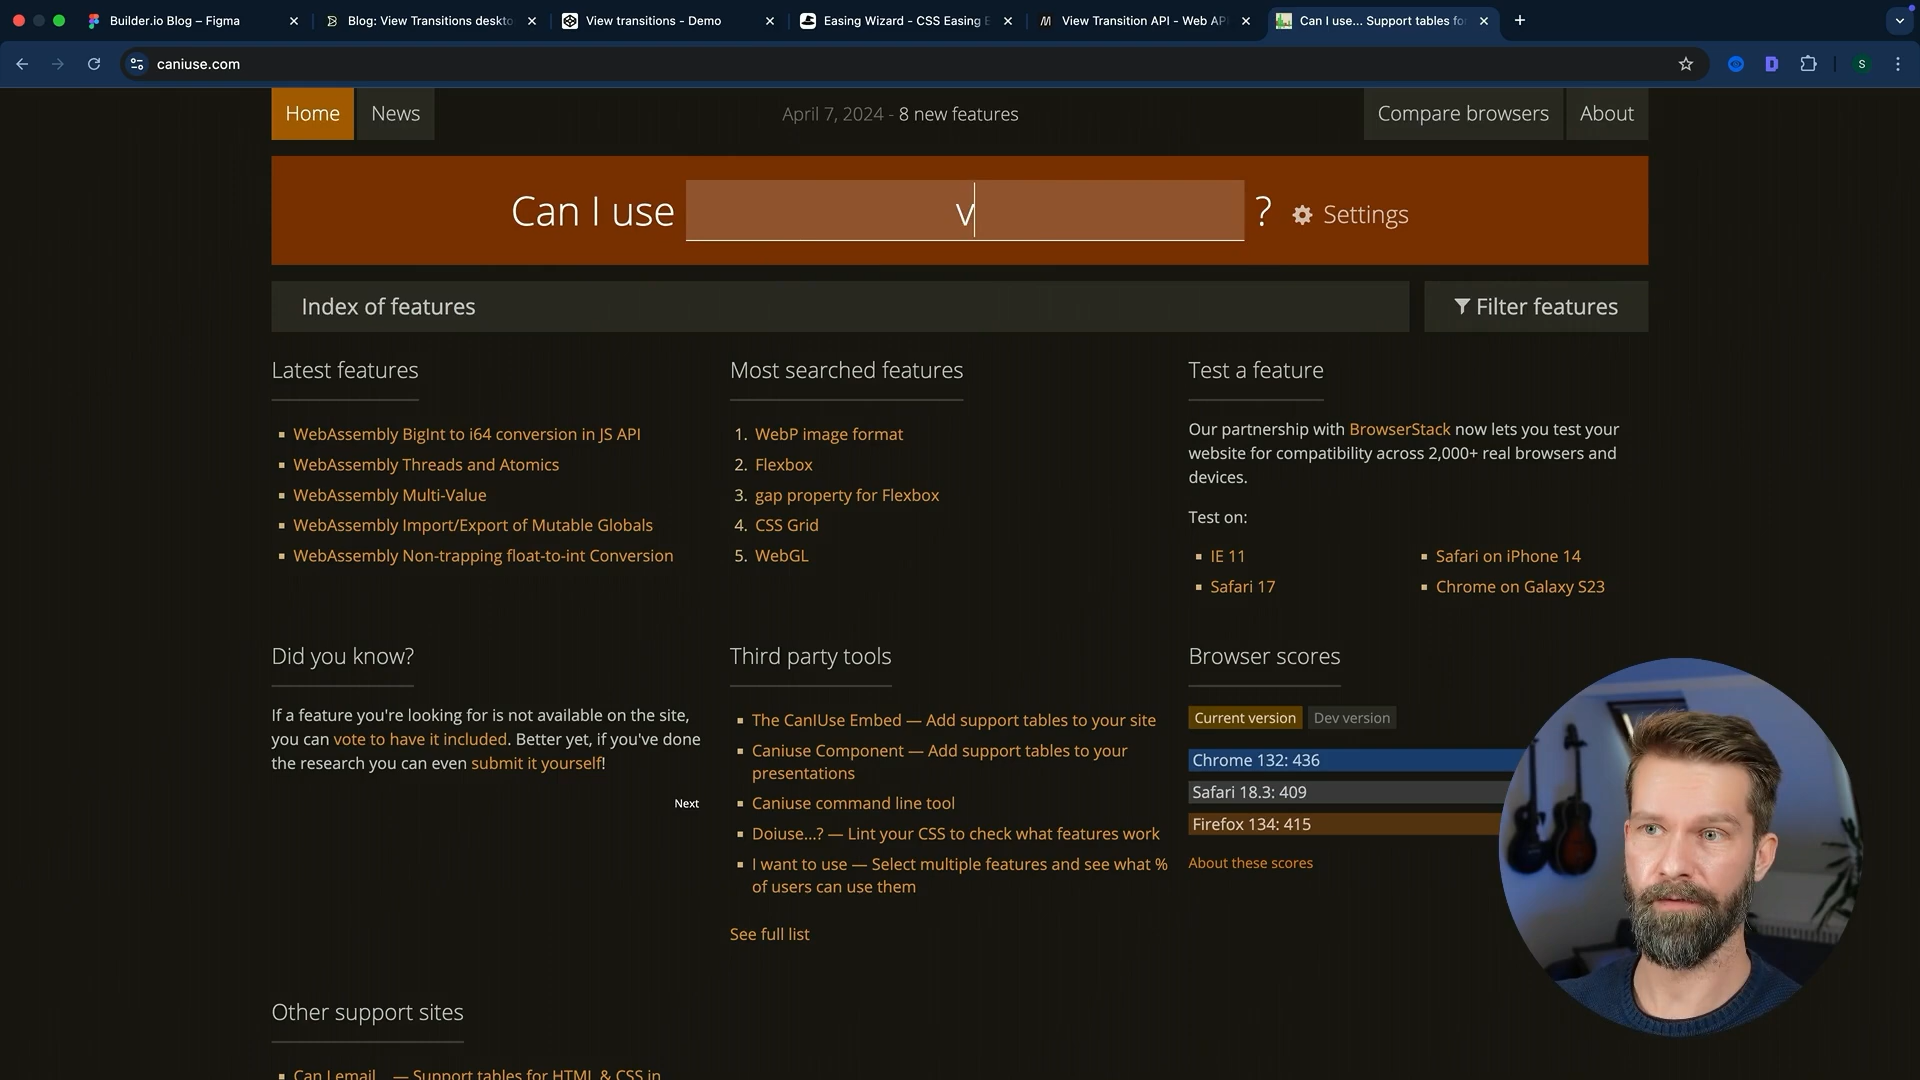 Builder.io Blog – Figma
Blog: View Transitions deskto
View transitions - Demo
Easing Wizard - CSS Easing E
View Transition API - Web API
Can I use... Support tables for
caniuse.com
S
Home
News
April 7, 2024 - 8 new features
Compare browsers
About
Can I use
v
?
Settings
Index of features
Filter features
Latest features
WebAssembly BigInt to i64 conversion in JS API
WebAssembly Threads and Atomics
WebAssembly Multi-Value
WebAssembly Import/Export of Mutable Globals
WebAssembly Non-trapping float-to-int Conversion
Most searched features
1. WebP image format
2. Flexbox
3. gap property for Flexbox
4. CSS Grid
5. WebGL
Test a feature
Our partnership with BrowserStack now lets you test your
website for compatibility across 2,000+ real browsers and
devices.
Test on:
IE 11
Safari 17
Safari on iPhone 14
Chrome on Galaxy S23
Did you know?
If a feature you're looking for is not available on the site,
you can vote to have it included. Better yet, if you've done
the research you can even submit it yourself!
Next
Third party tools
The CanIUse Embed — Add support tables to your site
Caniuse Component — Add support tables to your
presentations
Caniuse command line tool
Doiuse...? — Lint your CSS to check what features work
I want to use — Select multiple features and see what %
of users can use them
See full list
Browser scores
Current version
Dev version
Chrome 132: 436
Safari 18.3: 409
Firefox 134: 415
About these scores
Other support sites
Can I email... — Support tables for HTML & CSS in